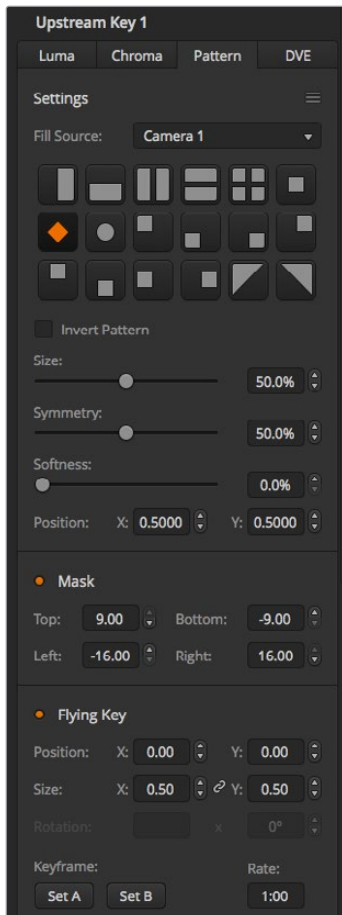 Upstream Key 1
Luma Chroma Pattern DVE
Settings
Fill Source: Camera 1
Invert Pattern
Size:
50.0%
Symmetry:
50.0%
Softness:
0.0%
Position: X: 0.5000 Y: 0.5000
Mask
Top: 9.00 Bottom: -9.00
Left: -16.00 Right: 16.00
Flying Key
Position: X: 0.00 Y: 0.00
Size: X: 0.50 Y: 0.50
Rotation: x 0°
Keyframe: Rate:
Set A Set B 1:00